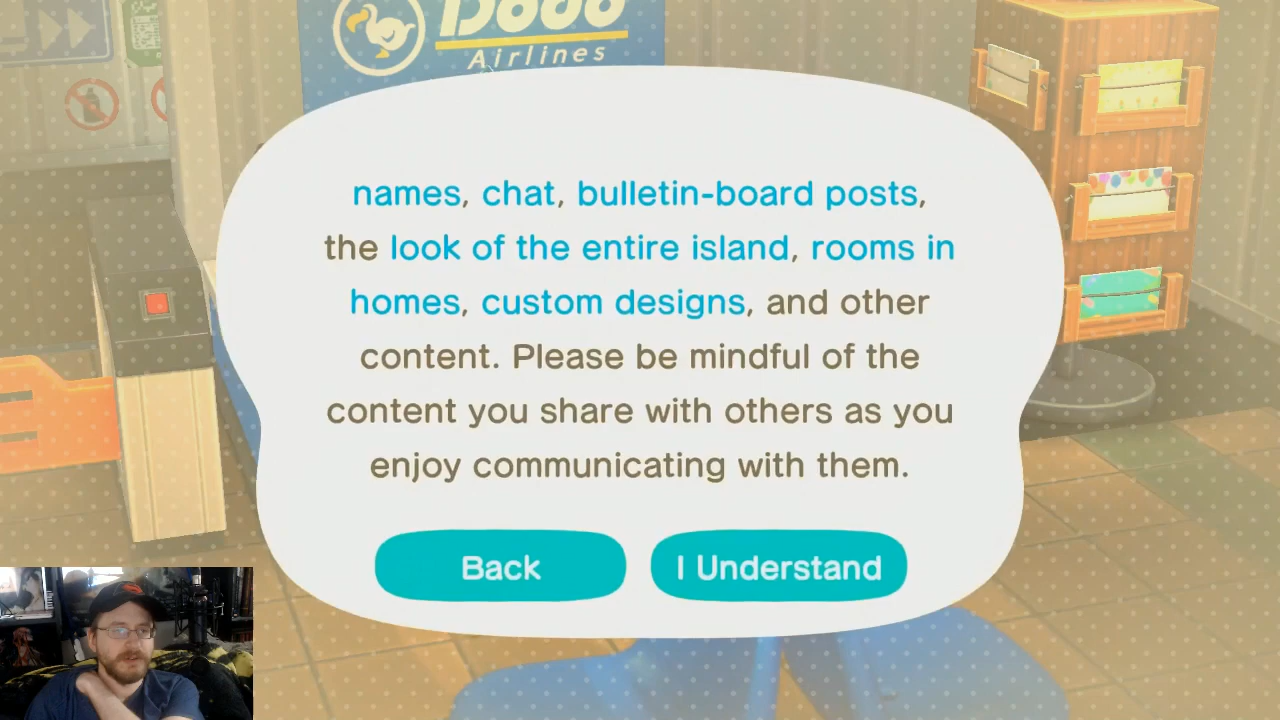 Dodo
Airlines
names, chat, bulletin-board posts,
the look of the entire island, rooms in
homes, custom designs, and other
content. Please be mindful of the
content you share with others as you
enjoy communicating with them.
Back
I Understand